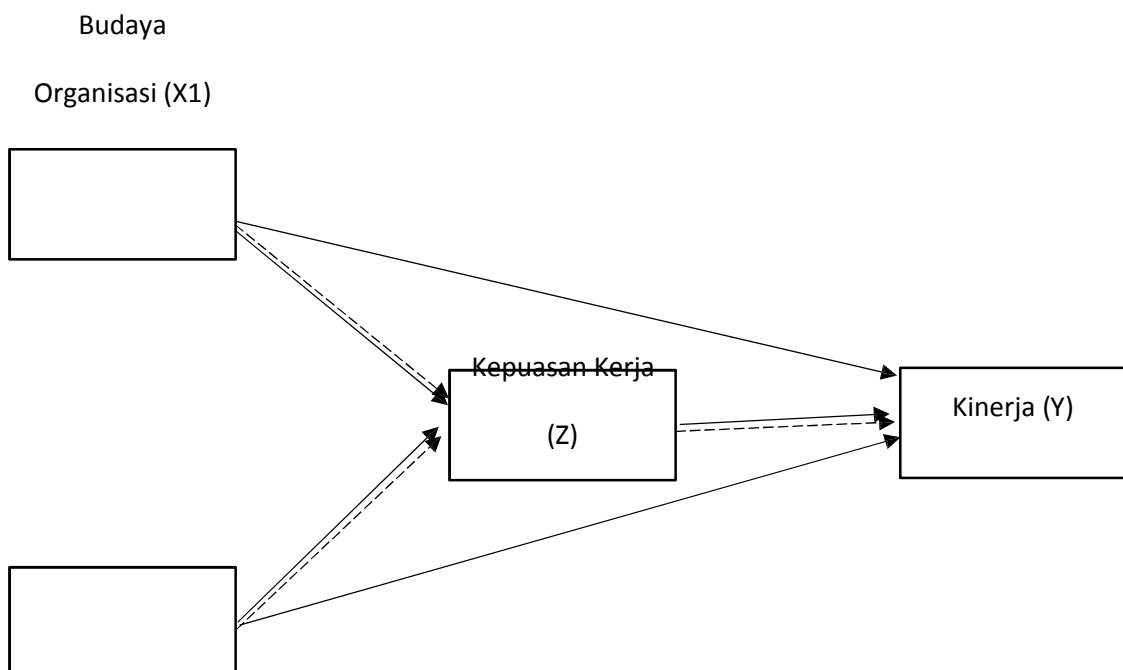 Budaya
Organisasi (X1)
Kepuasan Kerja
(Z)
Kinerja (Y)